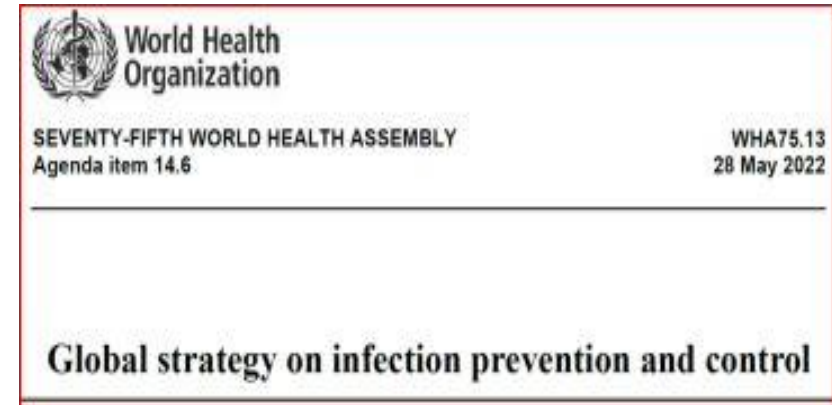 World Health
Organization
SEVENTY-FIFTH WORLD HEALTH ASSEMBLY WHA75.13
Agenda item 14.6 28 May 2022
Global strategy on infection prevention and control